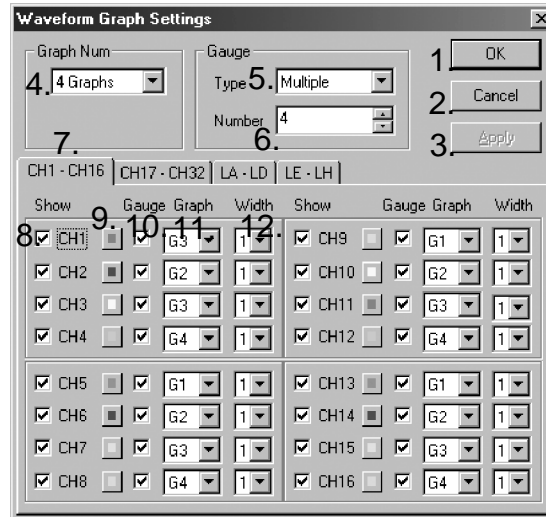 Waveform Graph Settings
Graph Num
4. 4 Graphs
Gauge
Type 5. Multiple
Number 4
6.
1. OK
2. Cancel
3. Apply
7.
CH1 - CH16 CH17 - CH32 LA - LD LE - LH
Show Gauge Graph Width Show Gauge Graph Width
8. CH1 9. 10. G3 11. 1 12. CH9 G1 1
CH2 G2 1 CH10 G2 1
CH3 G3 1 CH11 G3 1
CH4 G4 1 CH12 G4 1
CH5 G1 1 CH13 G1 1
CH6 G2 1 CH14 G2 1
CH7 G3 1 CH15 G3 1
CH8 G4 1 CH16 G4 1